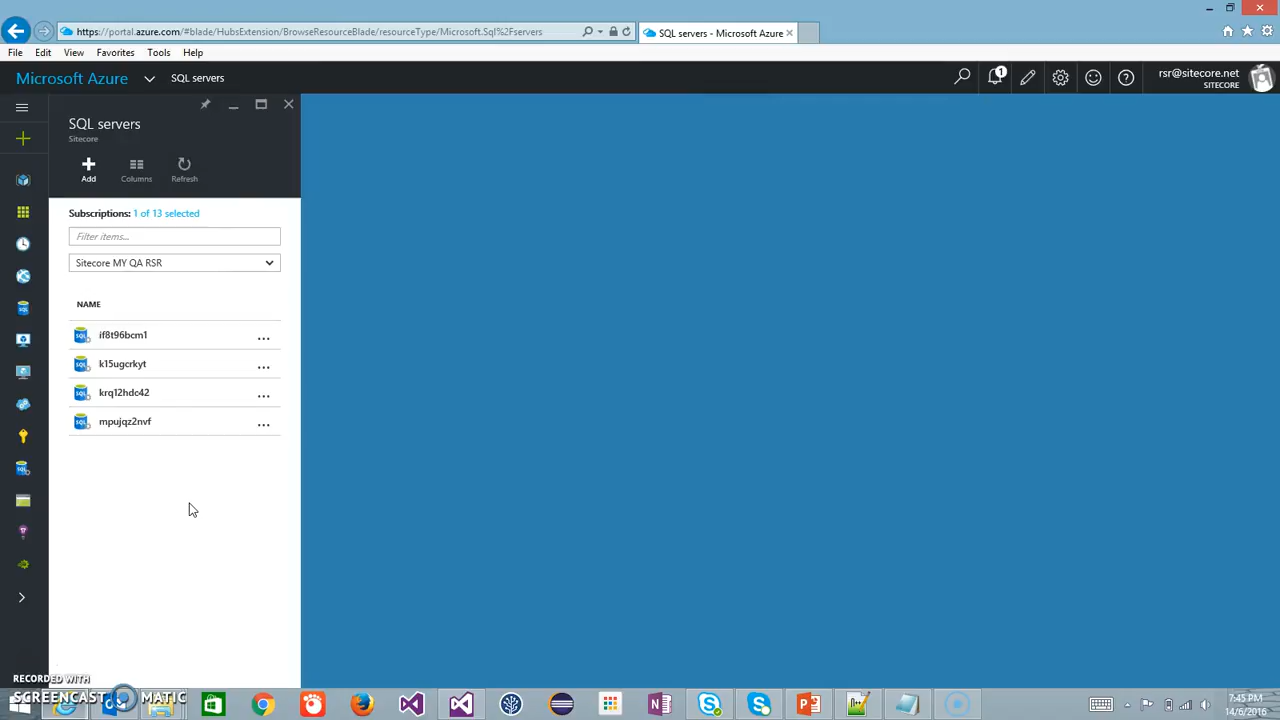 https://portal.azure.com/#blade/HubsExtension/BrowseResourceBlade/resourceType/Microsoft.Sql%2Fservers
SQL servers - Microsoft Azure
File Edit View Favorites Tools Help
Microsoft Azure
SQL servers
1
rsr@sitecore.net
SITECORE
SQL servers
Sitecore
Add Columns Refresh
Subscriptions: 1 of 13 selected
Filter items...
Sitecore MY QA RSR
NAME
if8t96bcm1 ...
k15ugcrkyt ...
krq12hdc42 ...
mpujqz2nvf ...
RECORDED WITH
SCREENCAST MATIC
7:45 PM
14/6/2016